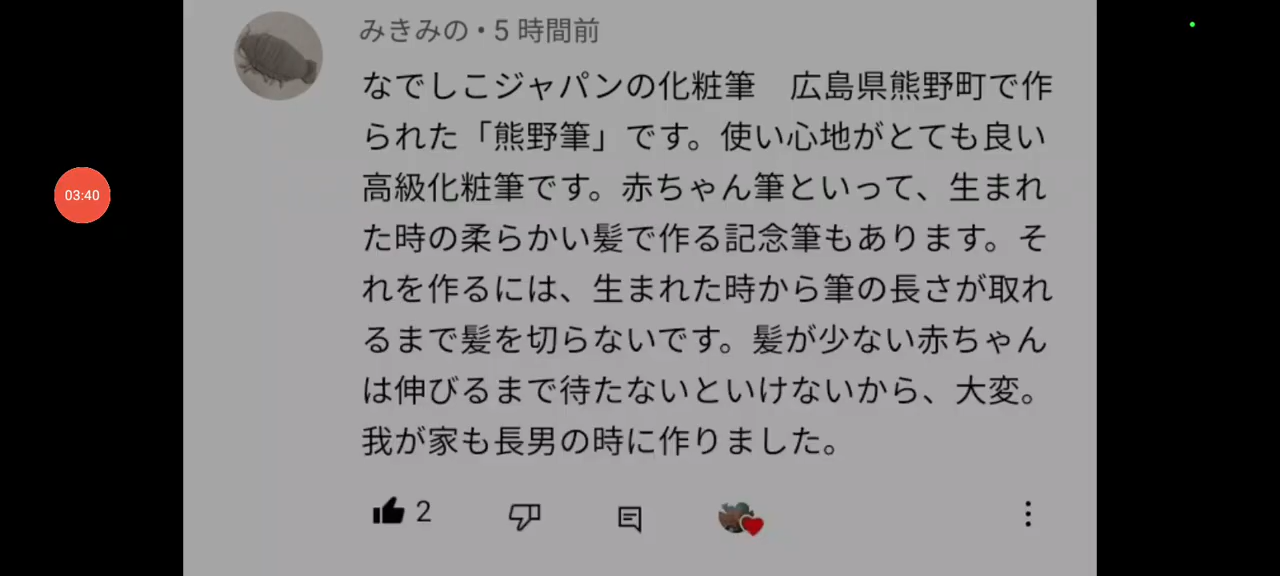 みきみの • 5 時間前
なでしこジャパンの化粧筆　広島県熊野町で作
られた「熊野筆」です。使い心地がとても良い
高級化粧筆です。赤ちゃん筆といって、生まれ
た時の柔らかい髪で作る記念筆もあります。そ
れを作るには、生まれた時から筆の長さが取れ
るまで髪を切らないです。髪が少ない赤ちゃん
は伸びるまで待たないといけないから、大変。
我が家も長男の時に作りました。
03:40
2